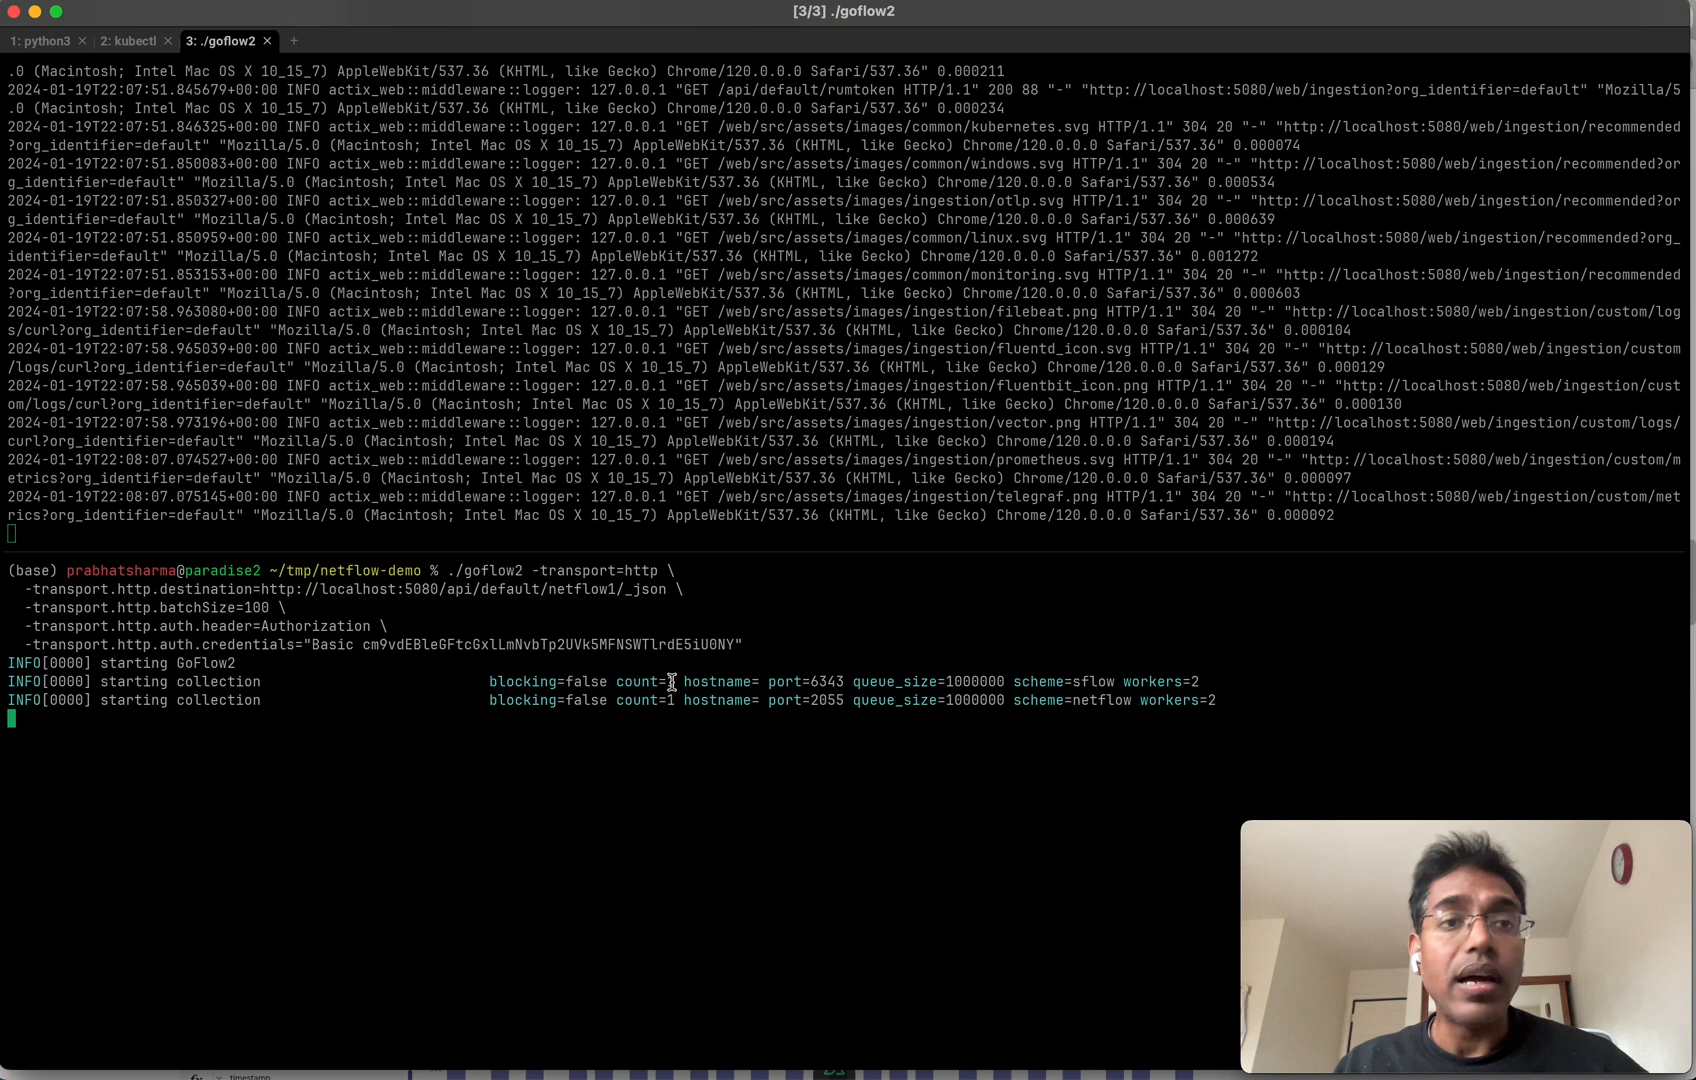 [3/3] ./goflow2
1: python3 × 2: kubectl × 3: ./goflow2 × +
.0 (Macintosh; Intel Mac OS X 10_15_7) AppleWebKit/537.36 (KHTML, like Gecko) Chrome/120.0.0.0 Safari/537.36" 0.000211
2024-01-19T22:07:51.845679+00:00 INFO actix_web::middleware::logger: 127.0.0.1 "GET /api/default/rumtoken HTTP/1.1" 200 88 "-" "http://localhost:5080/web/ingestion?org_identifier=default" "Mozilla/5
.0 (Macintosh; Intel Mac OS X 10_15_7) AppleWebKit/537.36 (KHTML, like Gecko) Chrome/120.0.0.0 Safari/537.36" 0.000234
2024-01-19T22:07:51.846325+00:00 INFO actix_web::middleware::logger: 127.0.0.1 "GET /web/src/assets/images/common/kubernetes.svg HTTP/1.1" 304 20 "-" "http://localhost:5080/web/ingestion/recommended
?org_identifier=default" "Mozilla/5.0 (Macintosh; Intel Mac OS X 10_15_7) AppleWebKit/537.36 (KHTML, like Gecko) Chrome/120.0.0.0 Safari/537.36" 0.000074
2024-01-19T22:07:51.850083+00:00 INFO actix_web::middleware::logger: 127.0.0.1 "GET /web/src/assets/images/common/windows.svg HTTP/1.1" 304 20 "-" "http://localhost:5080/web/ingestion/recommended?or
g_identifier=default" "Mozilla/5.0 (Macintosh; Intel Mac OS X 10_15_7) AppleWebKit/537.36 (KHTML, like Gecko) Chrome/120.0.0.0 Safari/537.36" 0.000534
2024-01-19T22:07:51.850327+00:00 INFO actix_web::middleware::logger: 127.0.0.1 "GET /web/src/assets/images/ingestion/otlp.svg HTTP/1.1" 304 20 "-" "http://localhost:5080/web/ingestion/recommended?or
g_identifier=default" "Mozilla/5.0 (Macintosh; Intel Mac OS X 10_15_7) AppleWebKit/537.36 (KHTML, like Gecko) Chrome/120.0.0.0 Safari/537.36" 0.000639
2024-01-19T22:07:51.850959+00:00 INFO actix_web::middleware::logger: 127.0.0.1 "GET /web/src/assets/images/common/linux.svg HTTP/1.1" 304 20 "-" "http://localhost:5080/web/ingestion/recommended?org_
identifier=default" "Mozilla/5.0 (Macintosh; Intel Mac OS X 10_15_7) AppleWebKit/537.36 (KHTML, like Gecko) Chrome/120.0.0.0 Safari/537.36" 0.001272
2024-01-19T22:07:51.853153+00:00 INFO actix_web::middleware::logger: 127.0.0.1 "GET /web/src/assets/images/common/monitoring.svg HTTP/1.1" 304 20 "-" "http://localhost:5080/web/ingestion/recommended
?org_identifier=default" "Mozilla/5.0 (Macintosh; Intel Mac OS X 10_15_7) AppleWebKit/537.36 (KHTML, like Gecko) Chrome/120.0.0.0 Safari/537.36" 0.000603
2024-01-19T22:07:58.963080+00:00 INFO actix_web::middleware::logger: 127.0.0.1 "GET /web/src/assets/images/ingestion/filebeat.png HTTP/1.1" 304 20 "-" "http://localhost:5080/web/ingestion/custom/log
s/curl?org_identifier=default" "Mozilla/5.0 (Macintosh; Intel Mac OS X 10_15_7) AppleWebKit/537.36 (KHTML, like Gecko) Chrome/120.0.0.0 Safari/537.36" 0.000104
2024-01-19T22:07:58.965039+00:00 INFO actix_web::middleware::logger: 127.0.0.1 "GET /web/src/assets/images/ingestion/fluentd_icon.svg HTTP/1.1" 304 20 "-" "http://localhost:5080/web/ingestion/custom
/logs/curl?org_identifier=default" "Mozilla/5.0 (Macintosh; Intel Mac OS X 10_15_7) AppleWebKit/537.36 (KHTML, like Gecko) Chrome/120.0.0.0 Safari/537.36" 0.000129
2024-01-19T22:07:58.965039+00:00 INFO actix_web::middleware::logger: 127.0.0.1 "GET /web/src/assets/images/ingestion/fluentbit_icon.png HTTP/1.1" 304 20 "-" "http://localhost:5080/web/ingestion/cust
om/logs/curl?org_identifier=default" "Mozilla/5.0 (Macintosh; Intel Mac OS X 10_15_7) AppleWebKit/537.36 (KHTML, like Gecko) Chrome/120.0.0.0 Safari/537.36" 0.000130
2024-01-19T22:07:58.973196+00:00 INFO actix_web::middleware::logger: 127.0.0.1 "GET /web/src/assets/images/ingestion/vector.png HTTP/1.1" 304 20 "-" "http://localhost:5080/web/ingestion/custom/logs/
curl?org_identifier=default" "Mozilla/5.0 (Macintosh; Intel Mac OS X 10_15_7) AppleWebKit/537.36 (KHTML, like Gecko) Chrome/120.0.0.0 Safari/537.36" 0.000194
2024-01-19T22:08:07.074527+00:00 INFO actix_web::middleware::logger: 127.0.0.1 "GET /web/src/assets/images/ingestion/prometheus.svg HTTP/1.1" 304 20 "-" "http://localhost:5080/web/ingestion/custom/m
etrics?org_identifier=default" "Mozilla/5.0 (Macintosh; Intel Mac OS X 10_15_7) AppleWebKit/537.36 (KHTML, like Gecko) Chrome/120.0.0.0 Safari/537.36" 0.000097
2024-01-19T22:08:07.075145+00:00 INFO actix_web::middleware::logger: 127.0.0.1 "GET /web/src/assets/images/ingestion/telegraf.png HTTP/1.1" 304 20 "-" "http://localhost:5080/web/ingestion/custom/met
rics?org_identifier=default" "Mozilla/5.0 (Macintosh; Intel Mac OS X 10_15_7) AppleWebKit/537.36 (KHTML, like Gecko) Chrome/120.0.0.0 Safari/537.36" 0.000092
(base) prabhatsharma@paradise2 ~/tmp/netflow-demo % ./goflow2 -transport=http \
-transport.http.destination=http://localhost:5080/api/default/netflow1/_json \
-transport.http.batchSize=100 \
-transport.http.auth.header=Authorization \
-transport.http.auth.credentials="Basic cm9vdEBleGFtcGxlLmNvbTp2UVk5MFNSWTlrdE5iU0NY"
INFO[0000] starting GoFlow2
INFO[0000] starting collection blocking=false count= hostname= port=6343 queue_size=1000000 scheme=sflow workers=2
INFO[0000] starting collection blocking=false count=1 hostname= port=2055 queue_size=1000000 scheme=netflow workers=2
timestamp